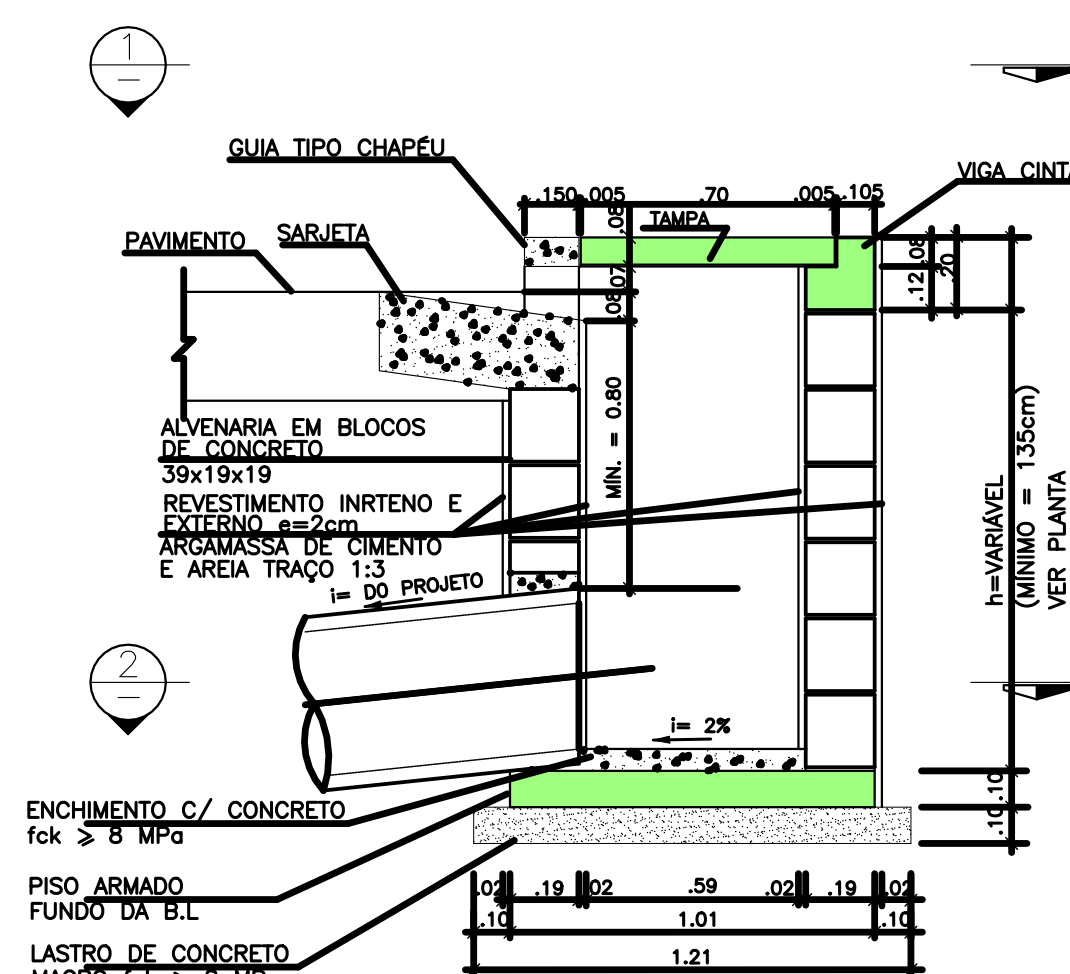 1
GUIA TIPO CHAPÉU
VIGA
.150 .005 .70 .005 .105
TAMPA
PAVIMENTO
SARJETA
.08
.07
.08
.08
.12
.20
MÍN. = 0.80
ALVENARIA EM BLOCOS
DE CONCRETO
39x19x19
REVESTIMENTO INRTENO E
EXTERNO e=2cm
ARGAMASSA DE CIMENTO
E AREIA TRAÇO 1:3
i= DO PROJETO
h=VARIÁVEL
(MÍNIMO = 135cm)
VER PLANTA
2
i= 2%
ENCHIMENTO C/ CONCRETO
fck ⩾ 8 MPa
.10
.10
PISO ARMADO
FUNDO DA B.L
.02 .19 .02 .59 .02 .19 .02
.10 1.01 .10
LASTRO DE CONCRETO
1.21